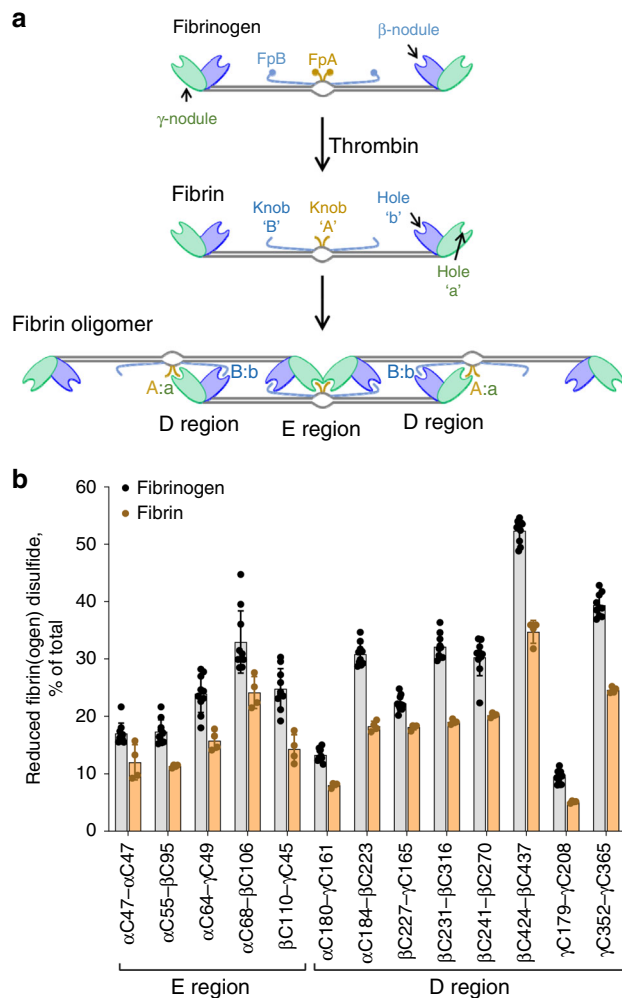 a
Fibrinogen
β-nodule
FpB
FpA
γ-nodule
Thrombin
Fibrin
Knob
‘B’
Knob
‘A’
Hole
‘b’
Hole
‘a’
Fibrin oligomer
A:a
B:b
B:b
A:a
D region
E region
D region
b
Fibrinogen
Fibrin
Reduced fibrin(ogen) disulfide,
% of total
60
50
40
30
20
10
0
αC47–αC47
αC55–βC95
αC64–γC49
αC68–βC106
βC110–γC45
αC180–γC161
αC184–βC223
βC227–γC165
βC231–βC316
βC241–βC270
βC424–βC437
γC179–γC208
γC352–γC365
E region
D region